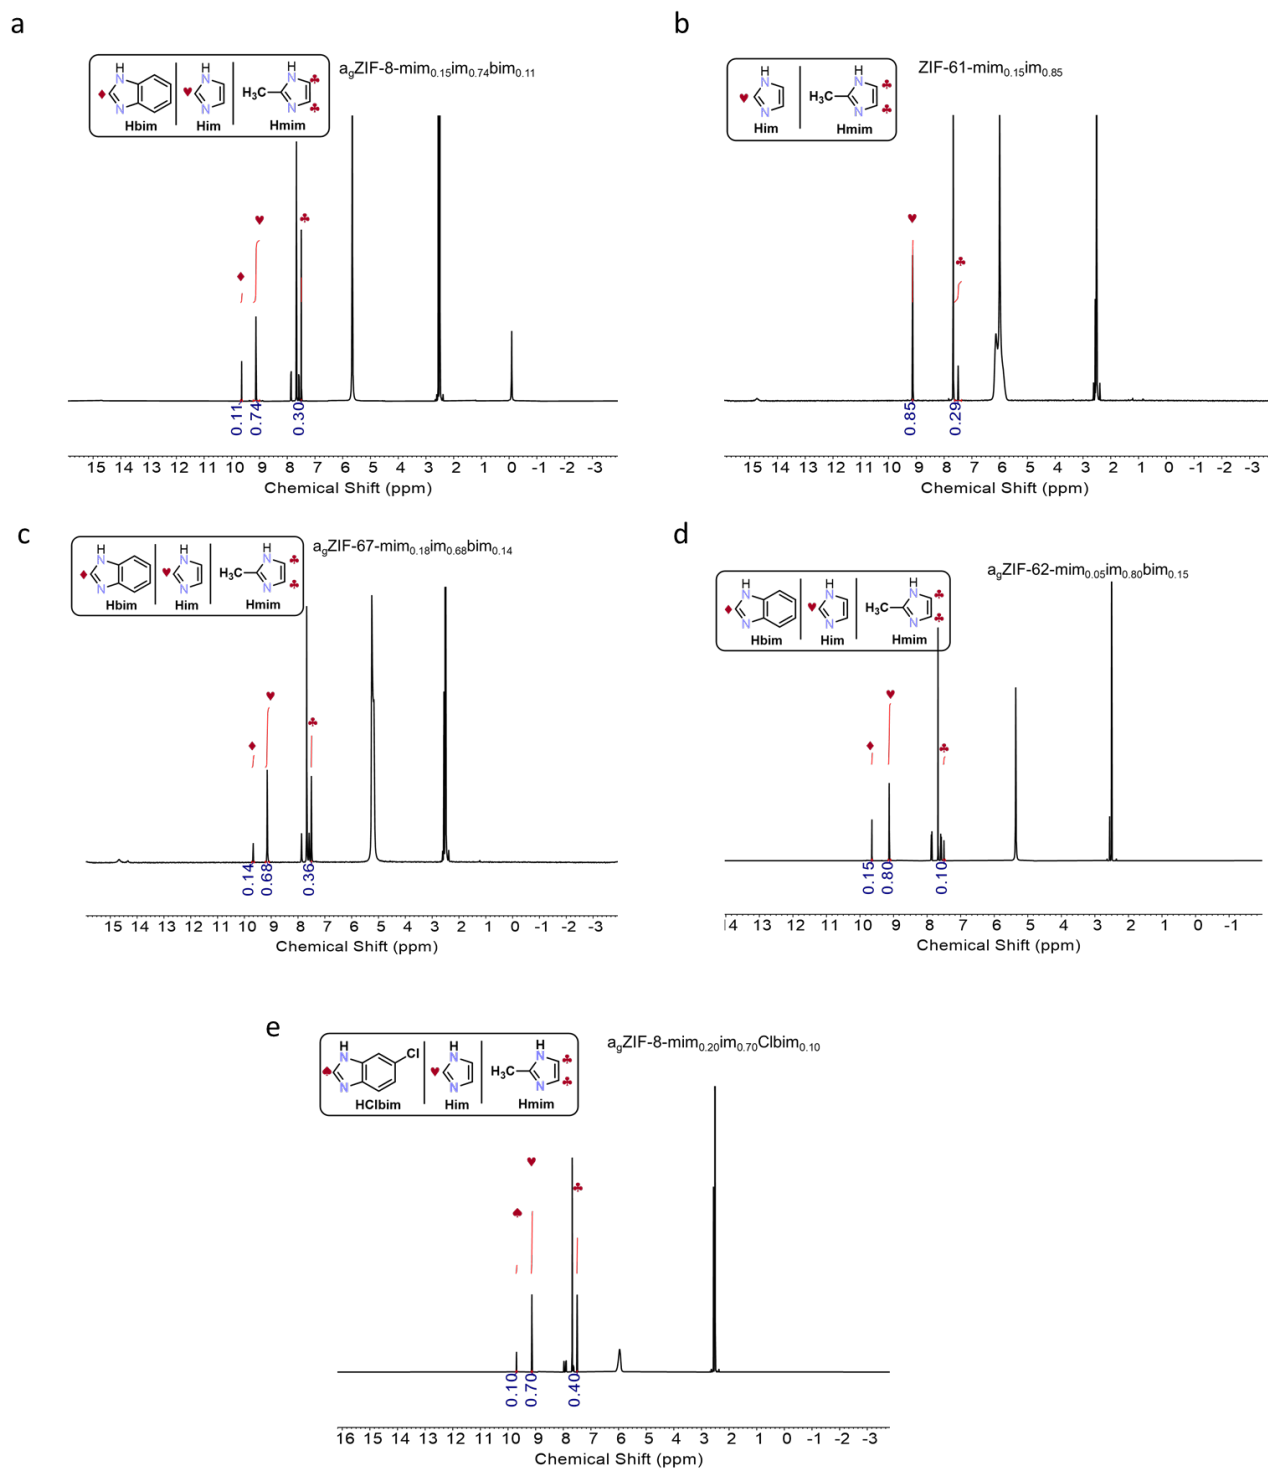 a
agZIF-8-mim0.15im0.74bim0.11
H
N
N
Hbim
H
N
N
Him
H
N
H3C
N
Hmim
0.11
0.74
0.30
15 14 13 12 11 10 9 8 7 6 5 4 3 2 1 0 -1 -2 -3
Chemical Shift (ppm)
b
ZIF-61-mim0.15im0.85
H
N
N
Him
H
N
H3C
N
Hmim
0.85
0.29
15 14 13 12 11 10 9 8 7 6 5 4 3 2 1 0 -1 -2 -3
Chemical Shift (ppm)
c
agZIF-67-mim0.18im0.68bim0.14
H
N
N
Hbim
H
N
N
Him
H
N
H3C
N
Hmim
0.14
0.68
0.36
15 14 13 12 11 10 9 8 7 6 5 4 3 2 1 0 -1 -2 -3
Chemical Shift (ppm)
d
agZIF-62-mim0.05im0.80bim0.15
H
N
N
Hbim
H
N
N
Him
H
N
H3C
N
Hmim
0.15
0.80
0.10
14 13 12 11 10 9 8 7 6 5 4 3 2 1 0 -1
Chemical Shift (ppm)
e
agZIF-8-mim0.20im0.70Clbim0.10
H
N
Cl
N
HClbim
H
N
N
Him
H
N
H3C
N
Hmim
0.10
0.70
0.40
16 15 14 13 12 11 10 9 8 7 6 5 4 3 2 1 0 -1 -2 -3
Chemical Shift (ppm)